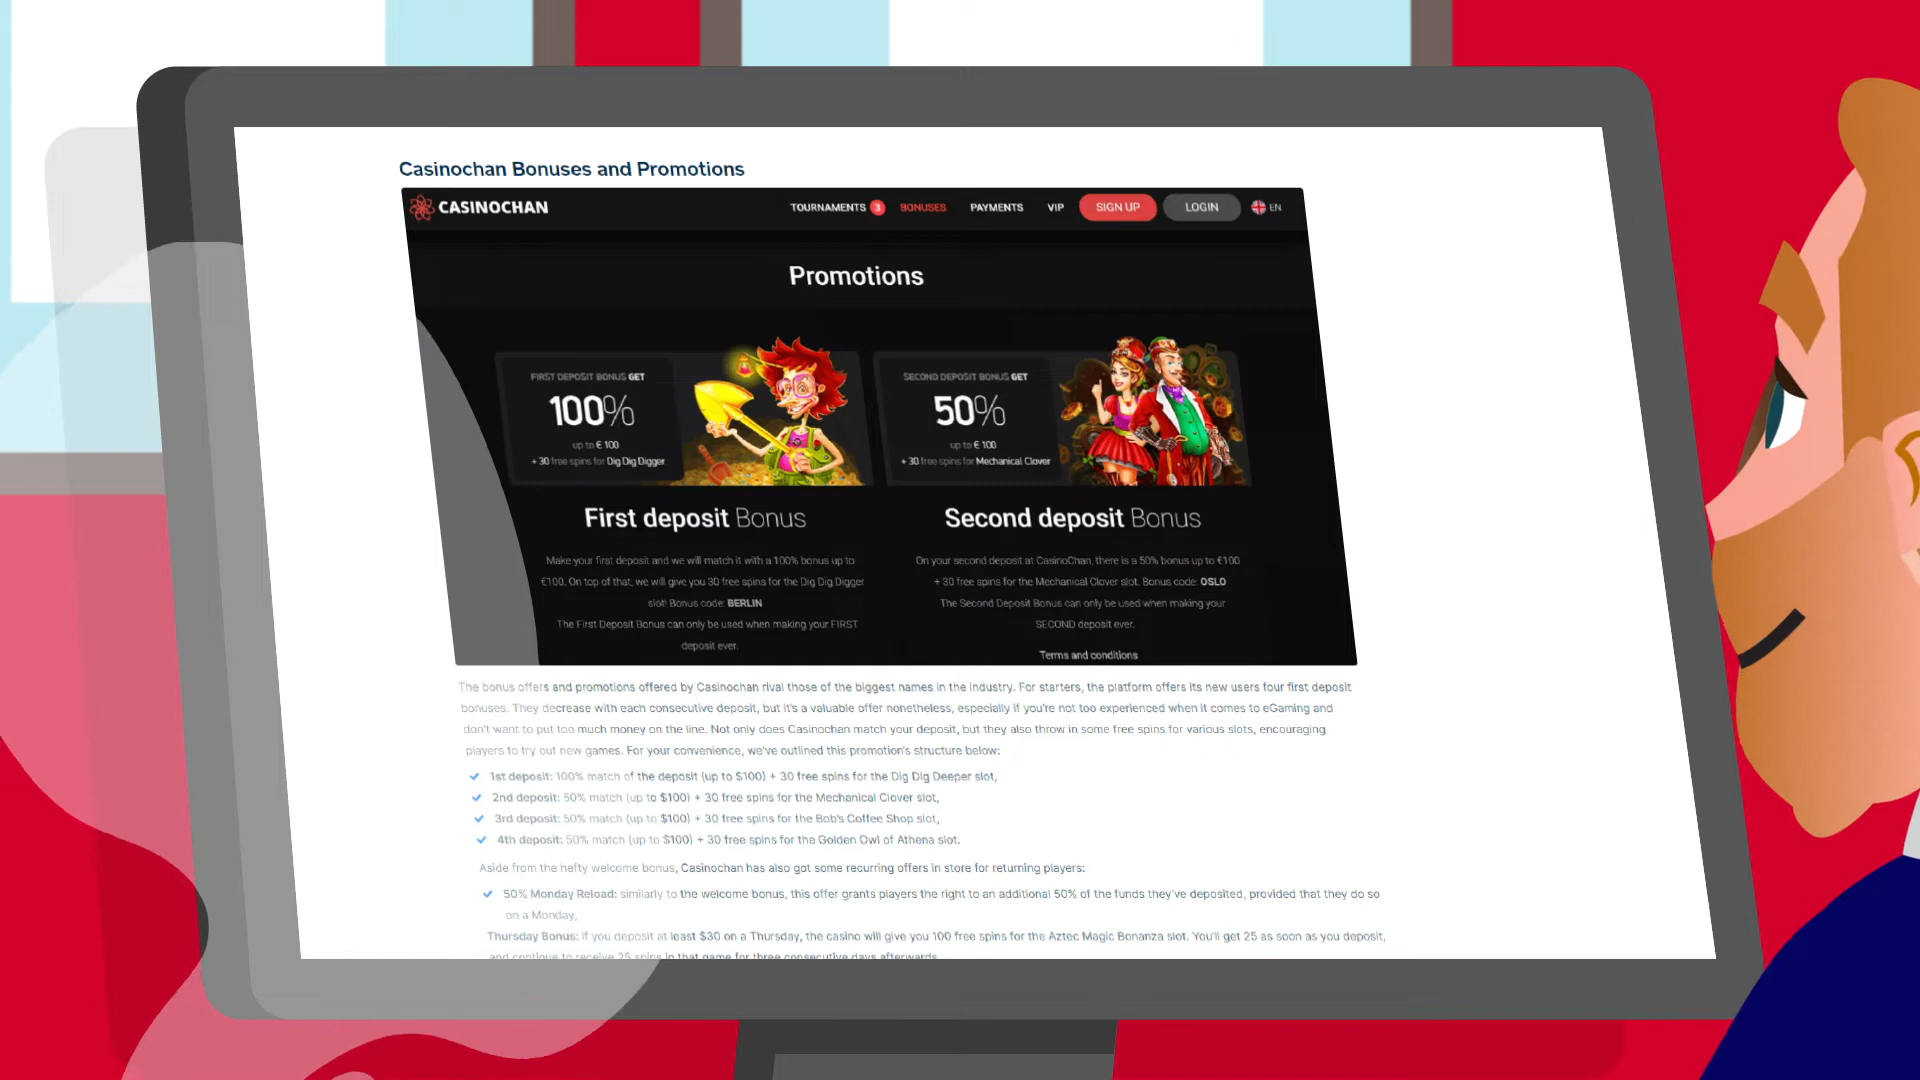 Casinochan Bonuses and Promotions
CASINOCHAN
TOURNAMENTS 3 BONUSES PAYMENTS VIP SIGN UP LOGIN EN
Promotions
FIRST DEPOSIT BONUS GET
100%
up to € 100
+ 30 free spins for Dig Dig Digger
SECOND DEPOSIT BONUS GET
50%
up to € 100
+ 30 free spins for Mechanical Clover
First deposit Bonus
Make your first deposit and we will match it with a 100% bonus up to
€100. On top of that, we will give you 30 free spins for the Dig Dig Digger
slot! Bonus code: BERLIN
The First Deposit Bonus can only be used when making your FIRST
deposit ever.
Second deposit Bonus
On your second deposit at CasinoChan, there is a 50% bonus up to €100
+ 30 free spins for the Mechanical Clover slot. Bonus code: OSLO
The Second Deposit Bonus can only be used when making your
SECOND deposit ever.
Terms and conditions
The bonus offers and promotions offered by Casinochan rival those of the biggest names in the industry. For starters, the platform offers its new users four first deposit
bonuses. They decrease with each consecutive deposit, but it's a valuable offer nonetheless, especially if you're not too experienced when it comes to eGaming and
don't want to put too much money on the line. Not only does Casinochan match your deposit, but they also throw in some free spins for various slots, encouraging
players to try out new games. For your convenience, we've outlined this promotion's structure below:
1st deposit: 100% match of the deposit (up to $100) + 30 free spins for the Dig Dig Deeper slot,
2nd deposit: 50% match (up to $100) + 30 free spins for the Mechanical Clover slot,
3rd deposit: 50% match (up to $100) + 30 free spins for the Bob's Coffee Shop slot,
4th deposit: 50% match (up to $100) + 30 free spins for the Golden Owl of Athena slot.
Aside from the hefty welcome bonus, Casinochan has also got some recurring offers in store for returning players:
50% Monday Reload: similarly to the welcome bonus, this offer grants players the right to an additional 50% of the funds they've deposited, provided that they do so
on a Monday,
Thursday Bonus: if you deposit at least $30 on a Thursday, the casino will give you 100 free spins for the Aztec Magic Bonanza slot. You'll get 25 as soon as you deposit,
and continue to receive 25 spins in that game for three consecutive days afterwards